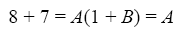 8 + 7 = A(1 + B) = A